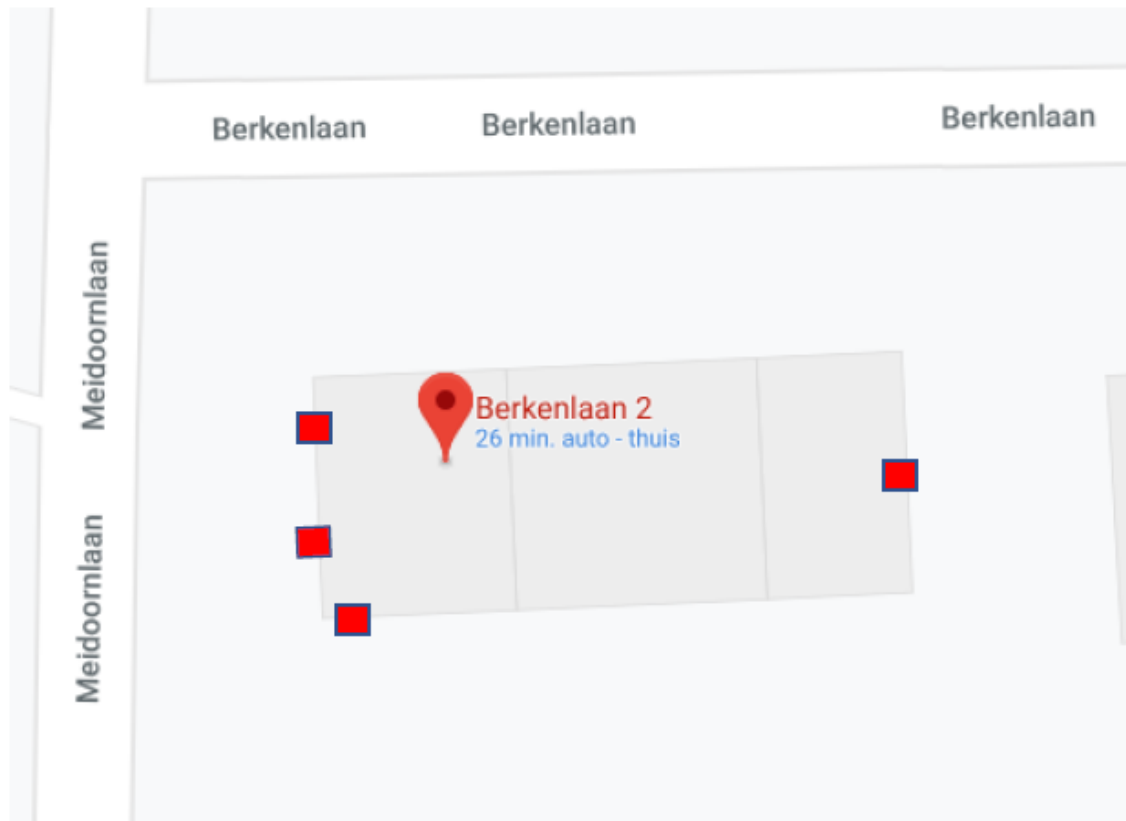 Berkenlaan
Berkenlaan
Berkenlaan
Meidoornlaan
Berkenlaan 2
26 min. auto - thuis
Meidoornlaan